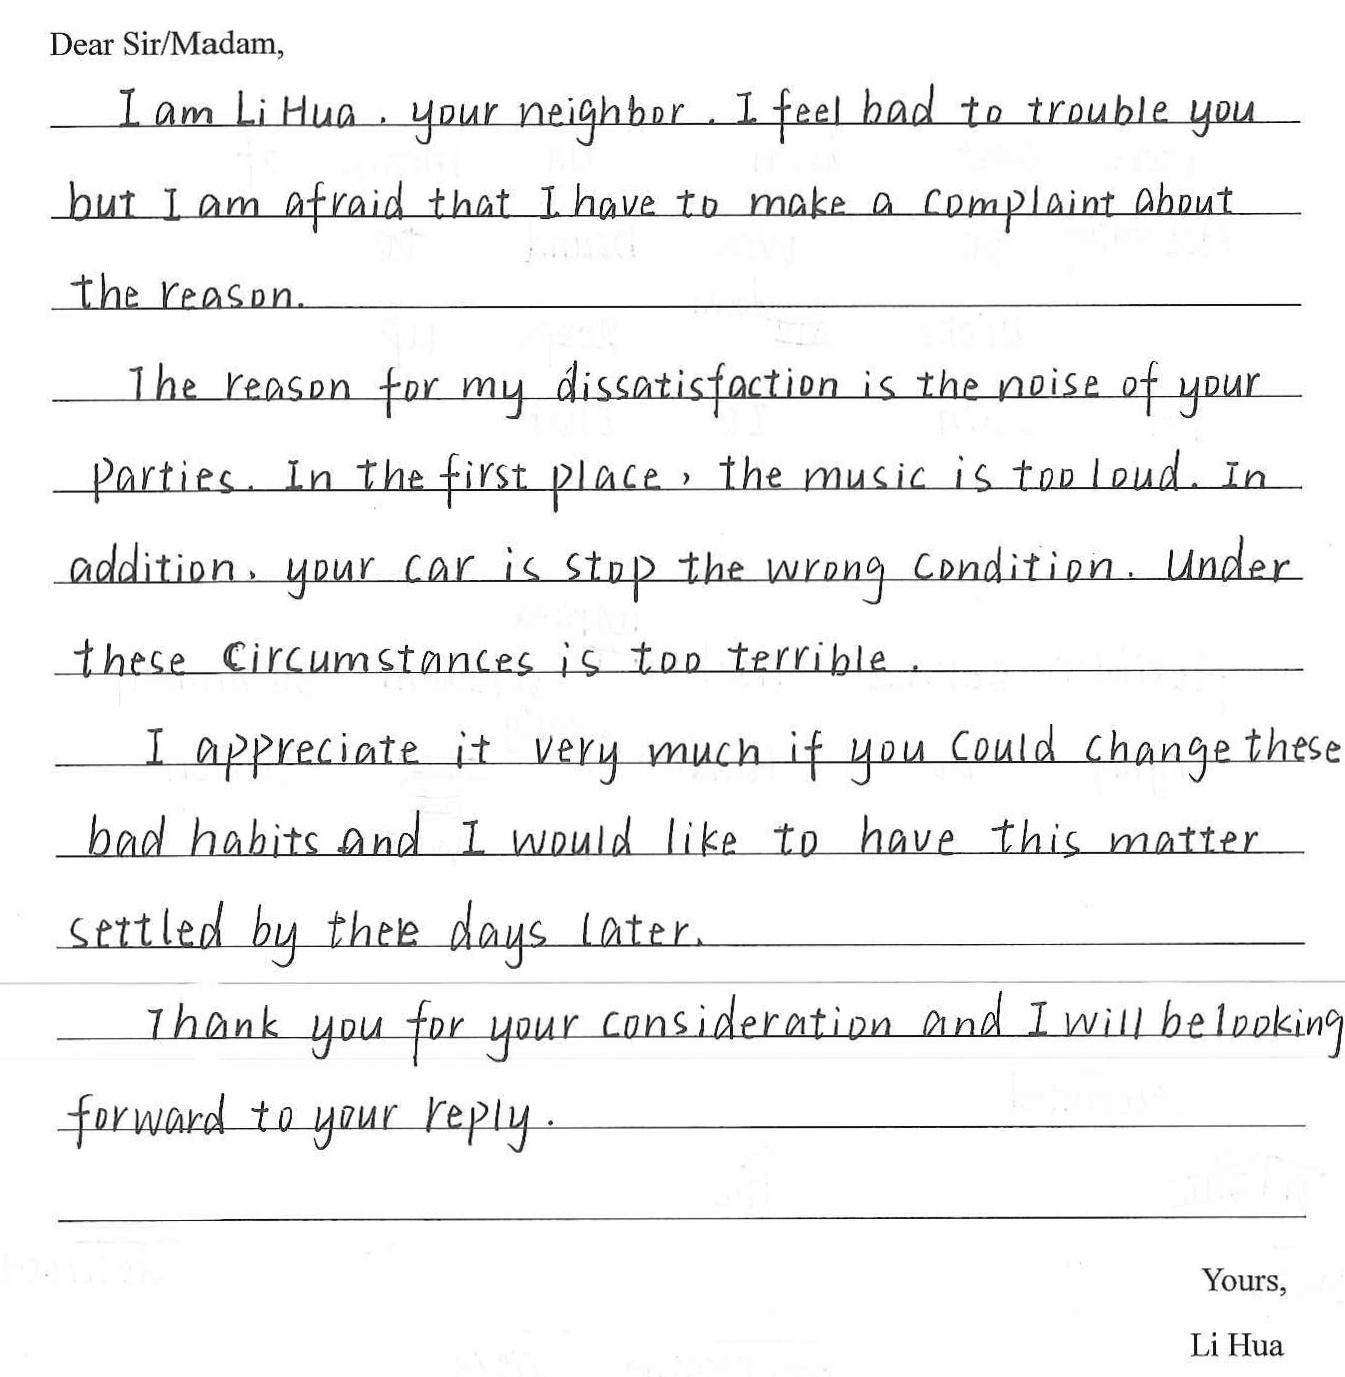 Dear Sir/Madam,
I am Li Hua. your neighbor. I feel bad to trouble you
but I am afraid that I have to make a complaint about
the reason.
The reason for my dissatisfaction is the noise of your
Parties. In the first place, the music is too loud. In
addition, your car is stop the wrong condition. Under
these circumstances is too terrible.
I appreciate it very much if you could change these
bad habits and I would like to have this matter
settled by thee days later.
Thank you for your consideration and I will be looking
forward to your reply.
Yours,
Li Hua